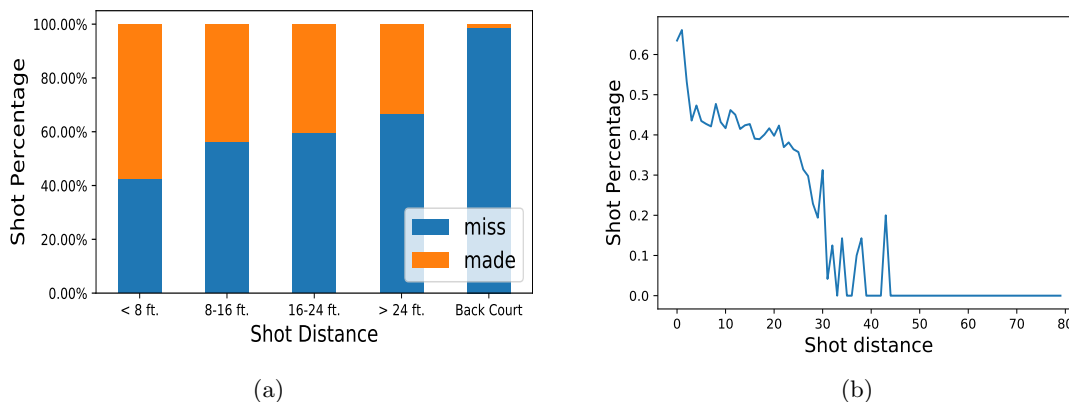 100.00%
80.00%
60.00%
40.00%
20.00%
0.00%
Shot Percentage
miss
made
< 8 ft. 8-16 ft. 16-24 ft. > 24 ft. Back Court
Shot Distance
(a)
0.6
0.5
0.4
0.3
0.2
0.1
0.0
Shot Percentage
0 10 20 30 40 50 60 70 80
Shot distance
(b)